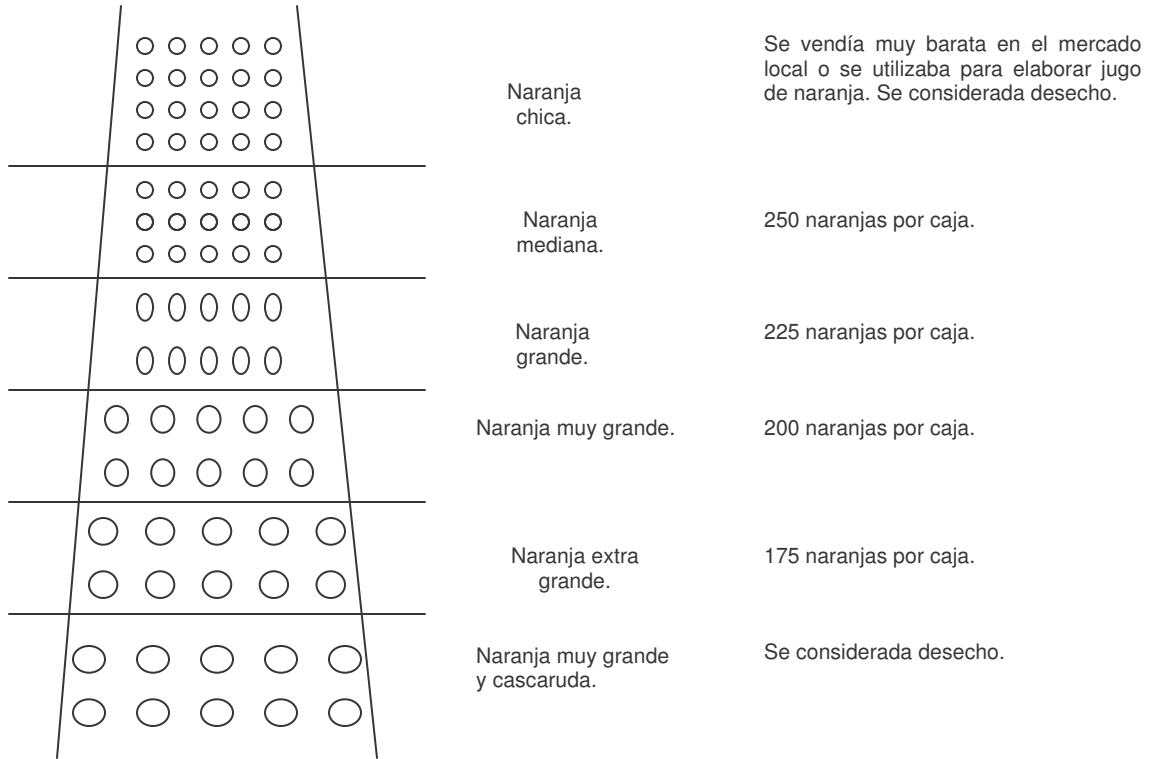 Naranja
chica.
Se vendía muy barata en el mercado
local o se utilizaba para elaborar jugo
de naranja. Se considerada desecho.
Naranja
mediana.
250 naranjas por caja.
Naranja
grande.
225 naranjas por caja.
Naranja muy grande.
200 naranjas por caja.
Naranja extra
grande.
175 naranjas por caja.
Naranja muy grande
y cascaruda.
Se considerada desecho.